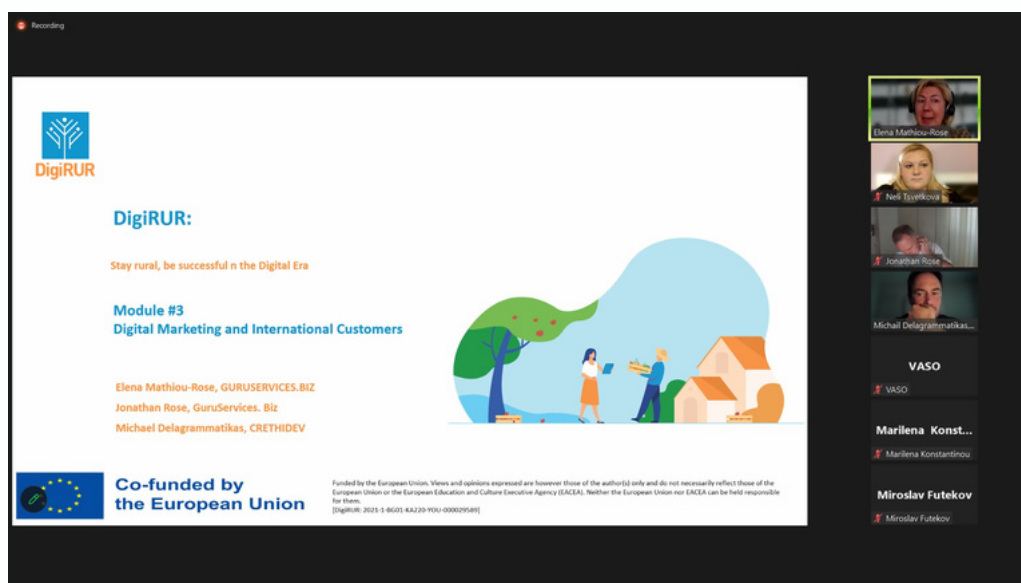 Recording
DigiRUR
DigiRUR:
Stay rural, be successful n the Digital Era
Module #3
Digital Marketing and International Customers
Elena Mathiou-Rose, GURUSERVICES.BIZ
Jonathan Rose, GuruServices. Biz
Michael Delagrammatikas, CRETHIDEV
Co-funded by
the European Union
Funded by the European Union. Views and opinions expressed are however those of the author(s) only and do not necessarily reflect those of the
European Union or the European Education and Culture Executive Agency (EACEA). Neither the European Union nor EACEA can be held responsible
for them.
[DigiRUR: 2021-1-BG01-KA220-YOU-000029589]
Elena Mathiou-Rose
Neli Tsvetkova
Jonathan Rose
Michail Delagrammatikas,...
VASO
VASO
Marilena Konst...
Marilena Konstantinou
Miroslav Futekov
Miroslav Futekov